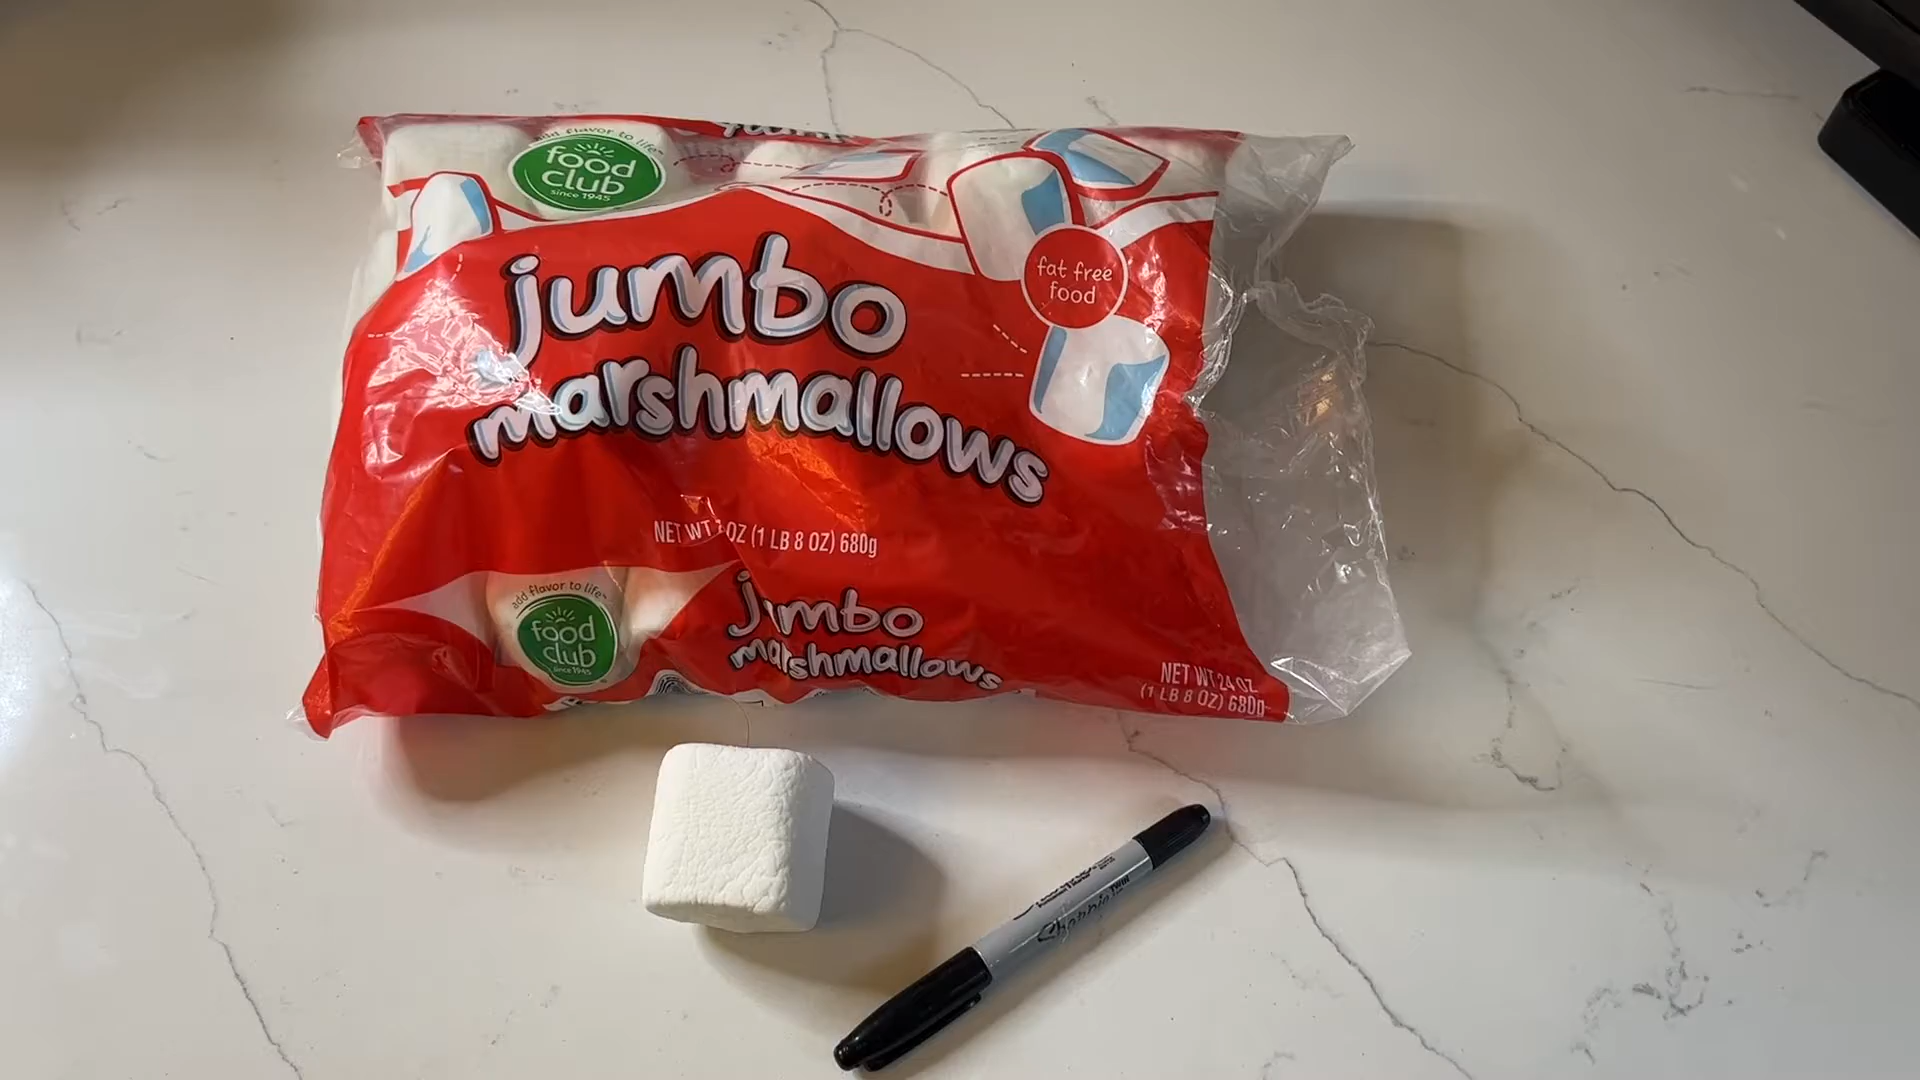 add flavor to life™
food
club
since 1945
fat free
food
jumbo
marshmallows
NET WT OZ (1 LB 8 OZ) 680g
add flavor to life™
food
club
since 1945
jumbo
marshmallows
NET WT 24 OZ
(1 LB 8 OZ) 680g
Sharpie TWIN